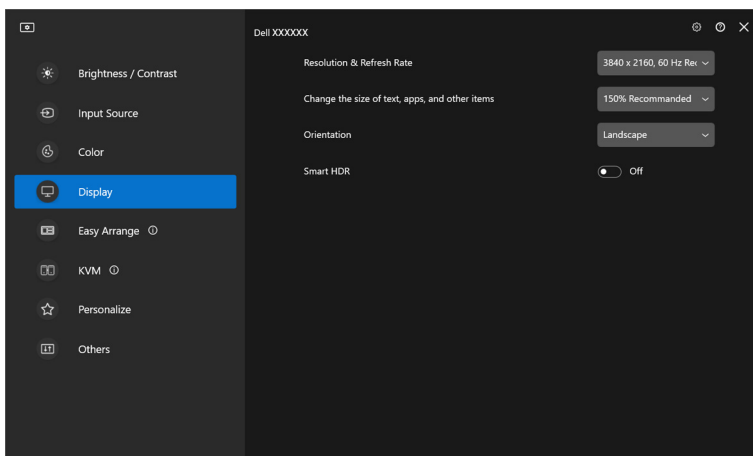 Dell XXXXXX
Brightness / Contrast
Input Source
Color
Display
Easy Arrange
KVM
Personalize
Others
Resolution & Refresh Rate
3840 x 2160, 60 Hz Rec
Change the size of text, apps, and other items
150% Recommanded
Orientation
Landscape
Smart HDR
Off